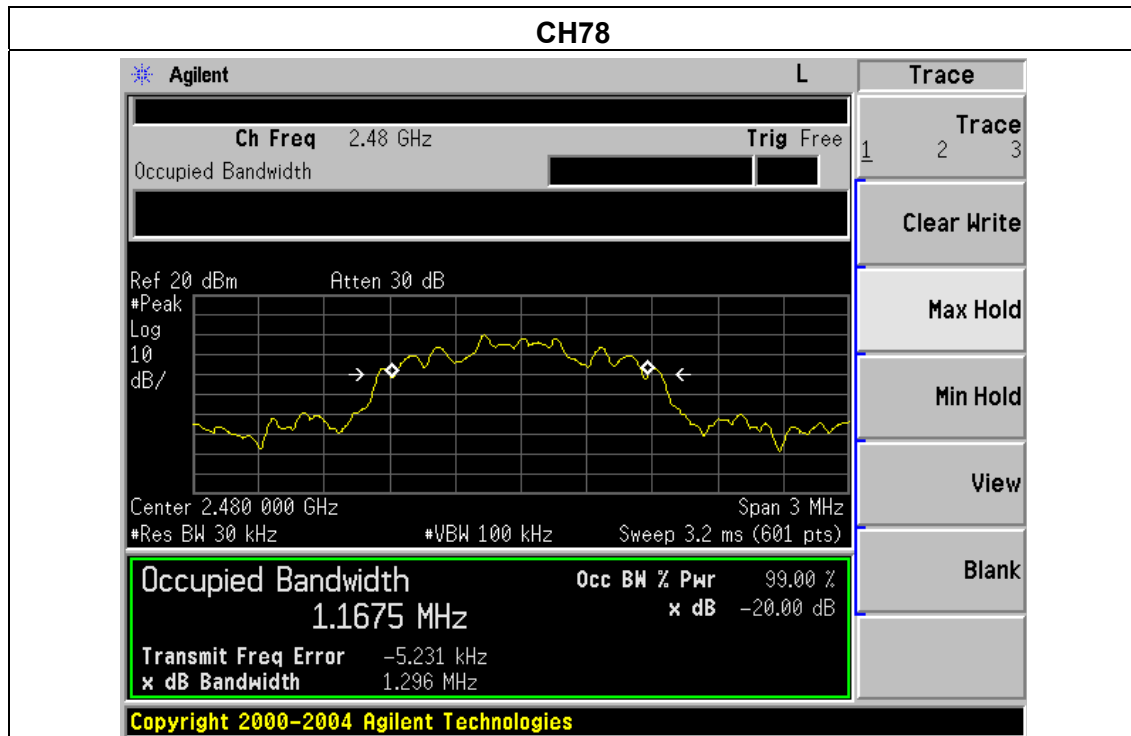 CH78
Agilent L Trace
Ch Freq 2.48 GHz Trig Free
Occupied Bandwidth
Trace
1 2 3
Clear Write
Max Hold
Min Hold
View
Blank
Ref 20 dBm Atten 30 dB
#Peak
Log
10
dB/
Center 2.480 000 GHz Span 3 MHz
#Res BW 30 kHz #VBW 100 kHz Sweep 3.2 ms (601 pts)
Occupied Bandwidth Occ BW % Pwr 99.00 %
1.1675 MHz x dB -20.00 dB
Transmit Freq Error -5.231 kHz
x dB Bandwidth 1.296 MHz
Copyright 2000-2004 Agilent Technologies